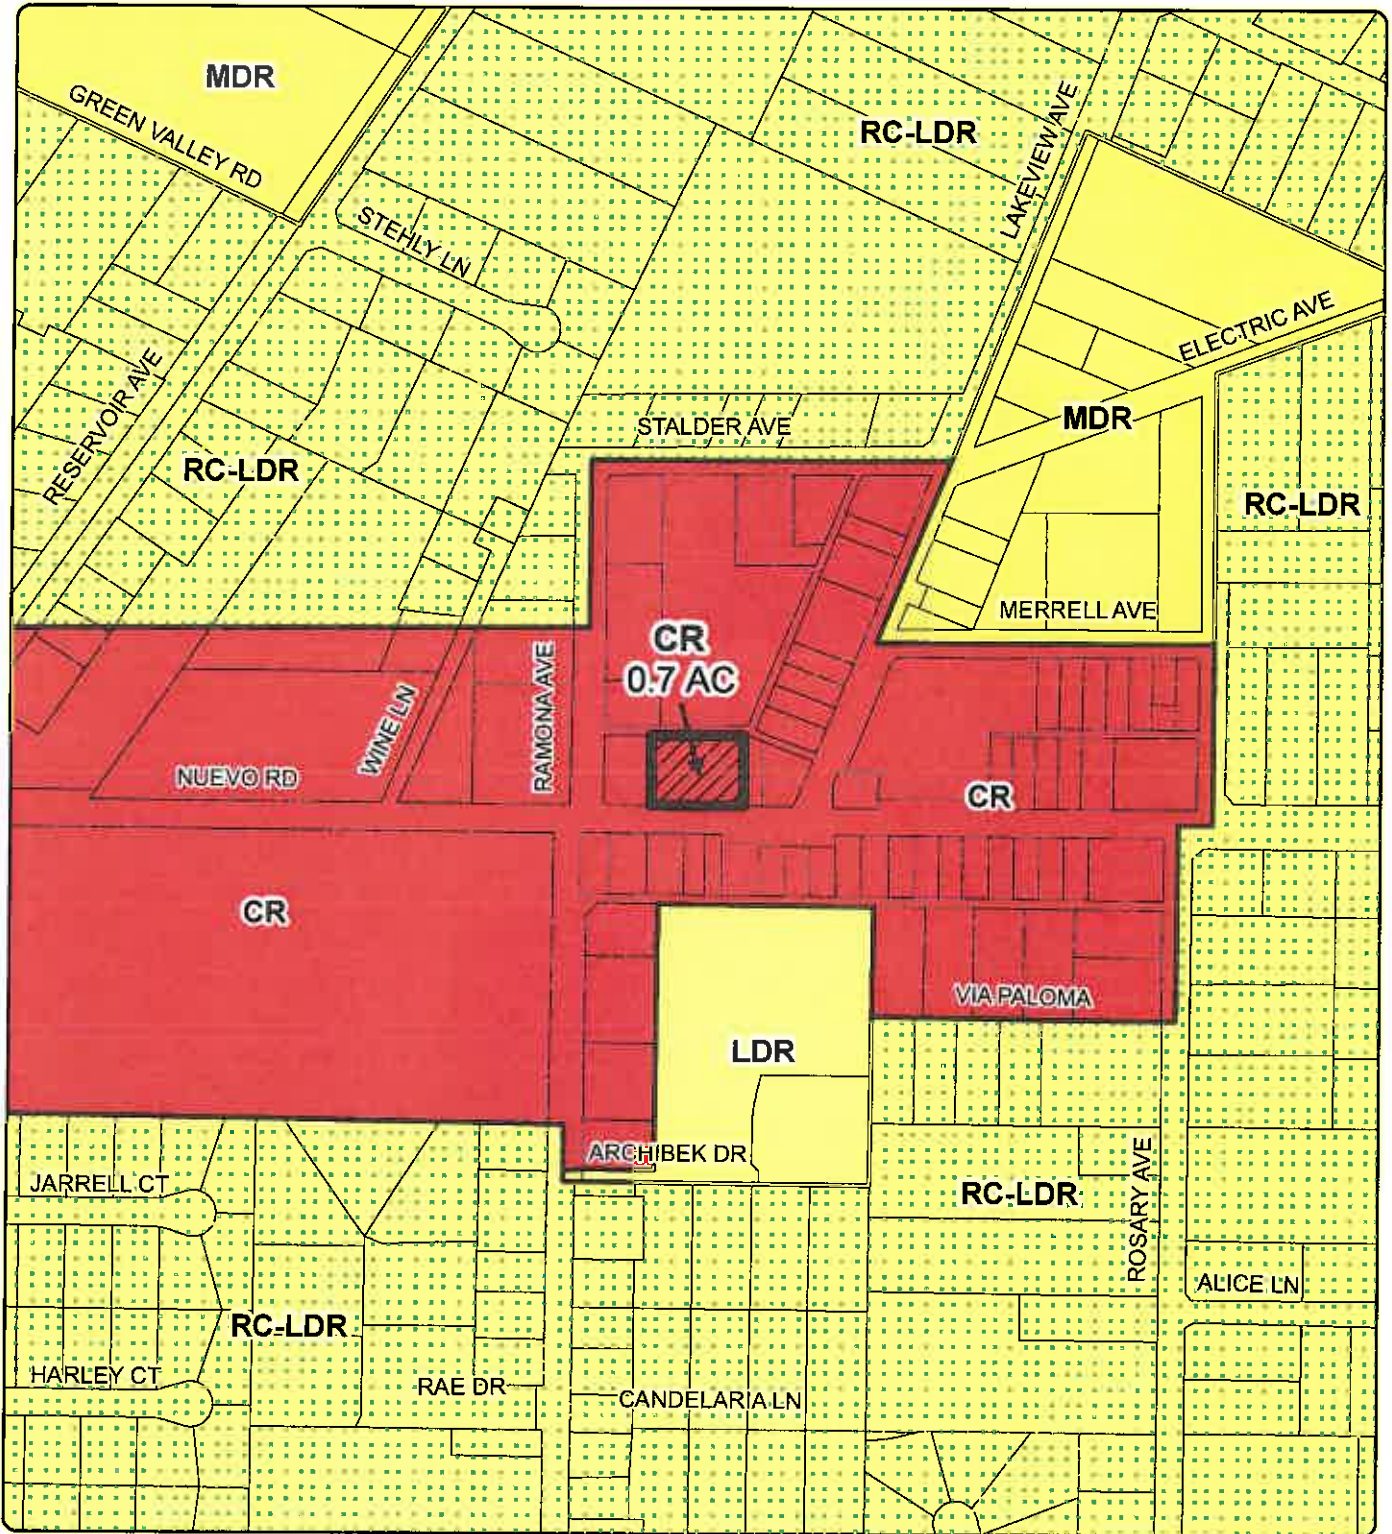 MDR
GREEN VALLEY RD
RC-LDR
LAKEVIEW AVE
STEHLY LN
ELECTRIC AVE
RESERVOIR AVE
STALDER AVE
MDR
RC-LDR
RC-LDR
MERRELL AVE
CR
0.7 AC
WINE LN
RAMONA AVE
NUEVO RD
CR
CR
VIA PALOMA
LDR
ARCHIBEK DR
JARRELL CT
RC-LDR
ROSARY AVE
ALICE LN
RC-LDR
HARLEY CT
RAE DR
CANDELARIA LN